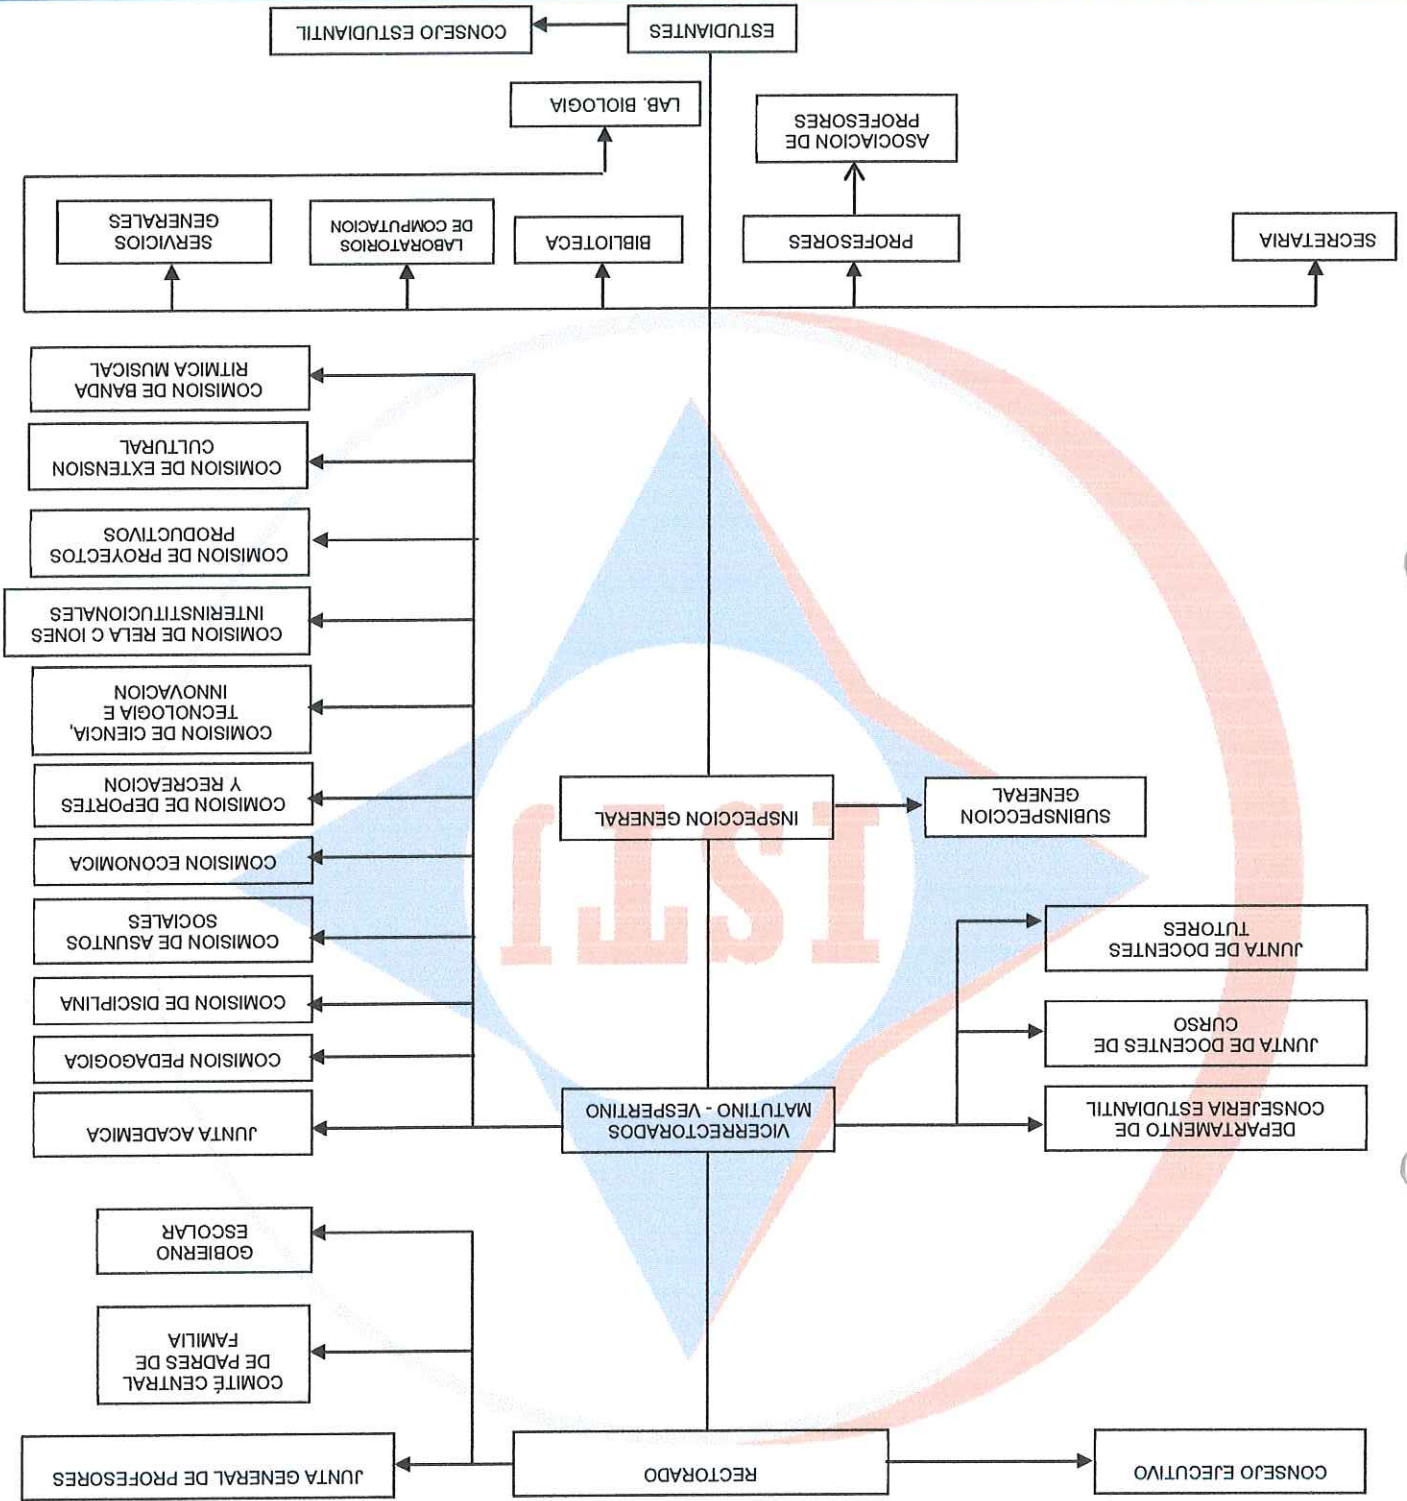 CONSEJO EJECUTIVO
RECTORADO
JUNTA GENERAL DE PROFESORES
COMITÉ CENTRAL
DE PADRES DE
FAMILIA
GOBIERNO
ESCOLAR
DEPARTAMENTO DE
CONSEJERIA ESTUDIANTIL
VICERRECTORADOS
MATUTINO - VESPERTINO
JUNTA ACADEMICA
JUNTA DE DOCENTES DE
CURSO
COMISION PEDAGOGICA
COMISION DE DISCIPLINA
JUNTA DE DOCENTES
TUTORES
COMISION DE ASUNTOS
SOCIALES
ISTJ
COMISION ECONOMICA
SUBINSPECCION
GENERAL
INSPECCION GENERAL
COMISION DE DEPORTES
Y RECREACION
COMISION DE CIENCIA,
TECNOLOGIA E
INNOVACION
COMISION DE RELA C IONES
INTERINSTITUCIONALES
COMISION DE PROYECTOS
PRODUCTIVOS
COMISION DE EXTENSION
CULTURAL
COMISION DE BANDA
RITMICA MUSICAL
SECRETARIA
PROFESORES
BIBLIOTECA
LABORATORIOS
DE COMPUTACION
SERVICIOS
GENERALES
ASOCIACION DE
PROFESORES
LAB. BIOLOGIA
ESTUDIANTES
CONSEJO ESTUDIANTIL